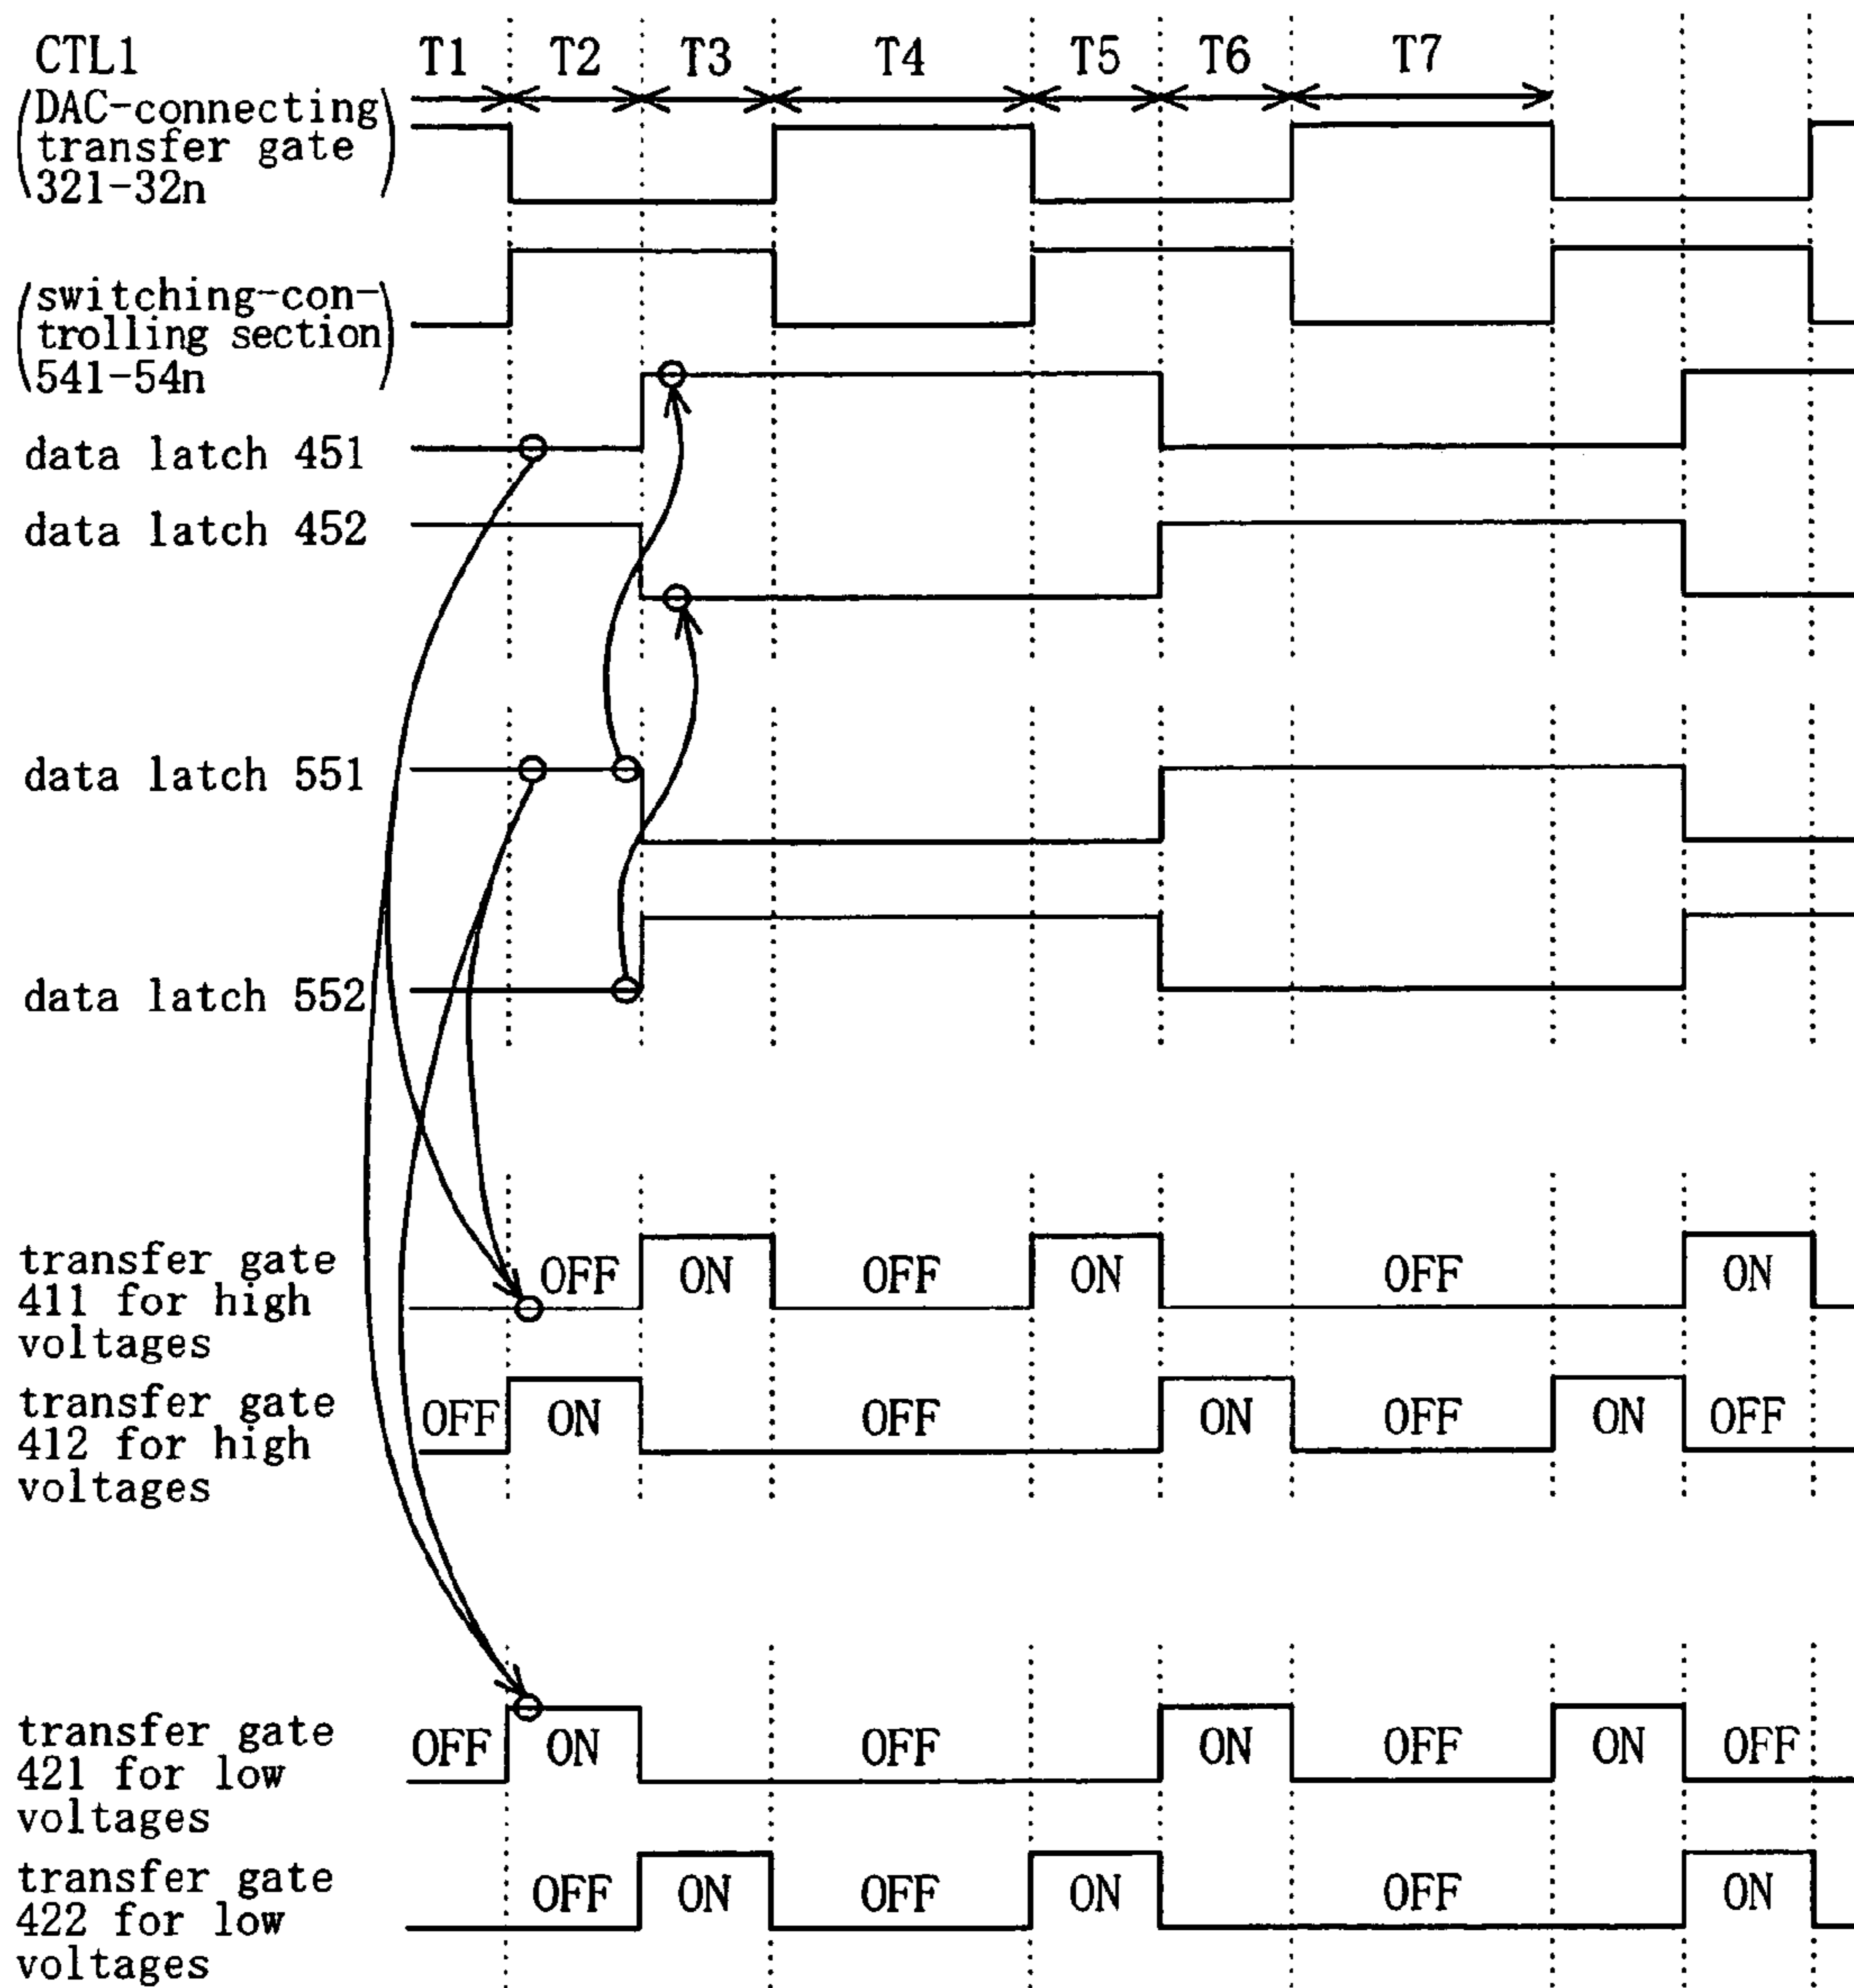 CTL1 T1 T2 T3 T4 T5 T6 T7
(DAC-connecting
transfer gate
321-32n)
(switching-con-
trolling section
541-54n)
data latch 451
data latch 452
data latch 551
data latch 552
transfer gate
411 for high
voltages
OFF ON OFF ON OFF ON
transfer gate
412 for high
voltages
OFF ON OFF ON OFF ON OFF
transfer gate
421 for low
voltages
OFF ON OFF ON OFF ON OFF
transfer gate
422 for low
voltages
OFF ON OFF ON OFF ON